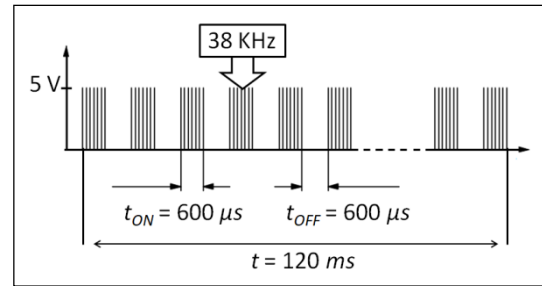 38 KHz
5 V
tON = 600 μs
tOFF = 600 μs
t = 120 ms